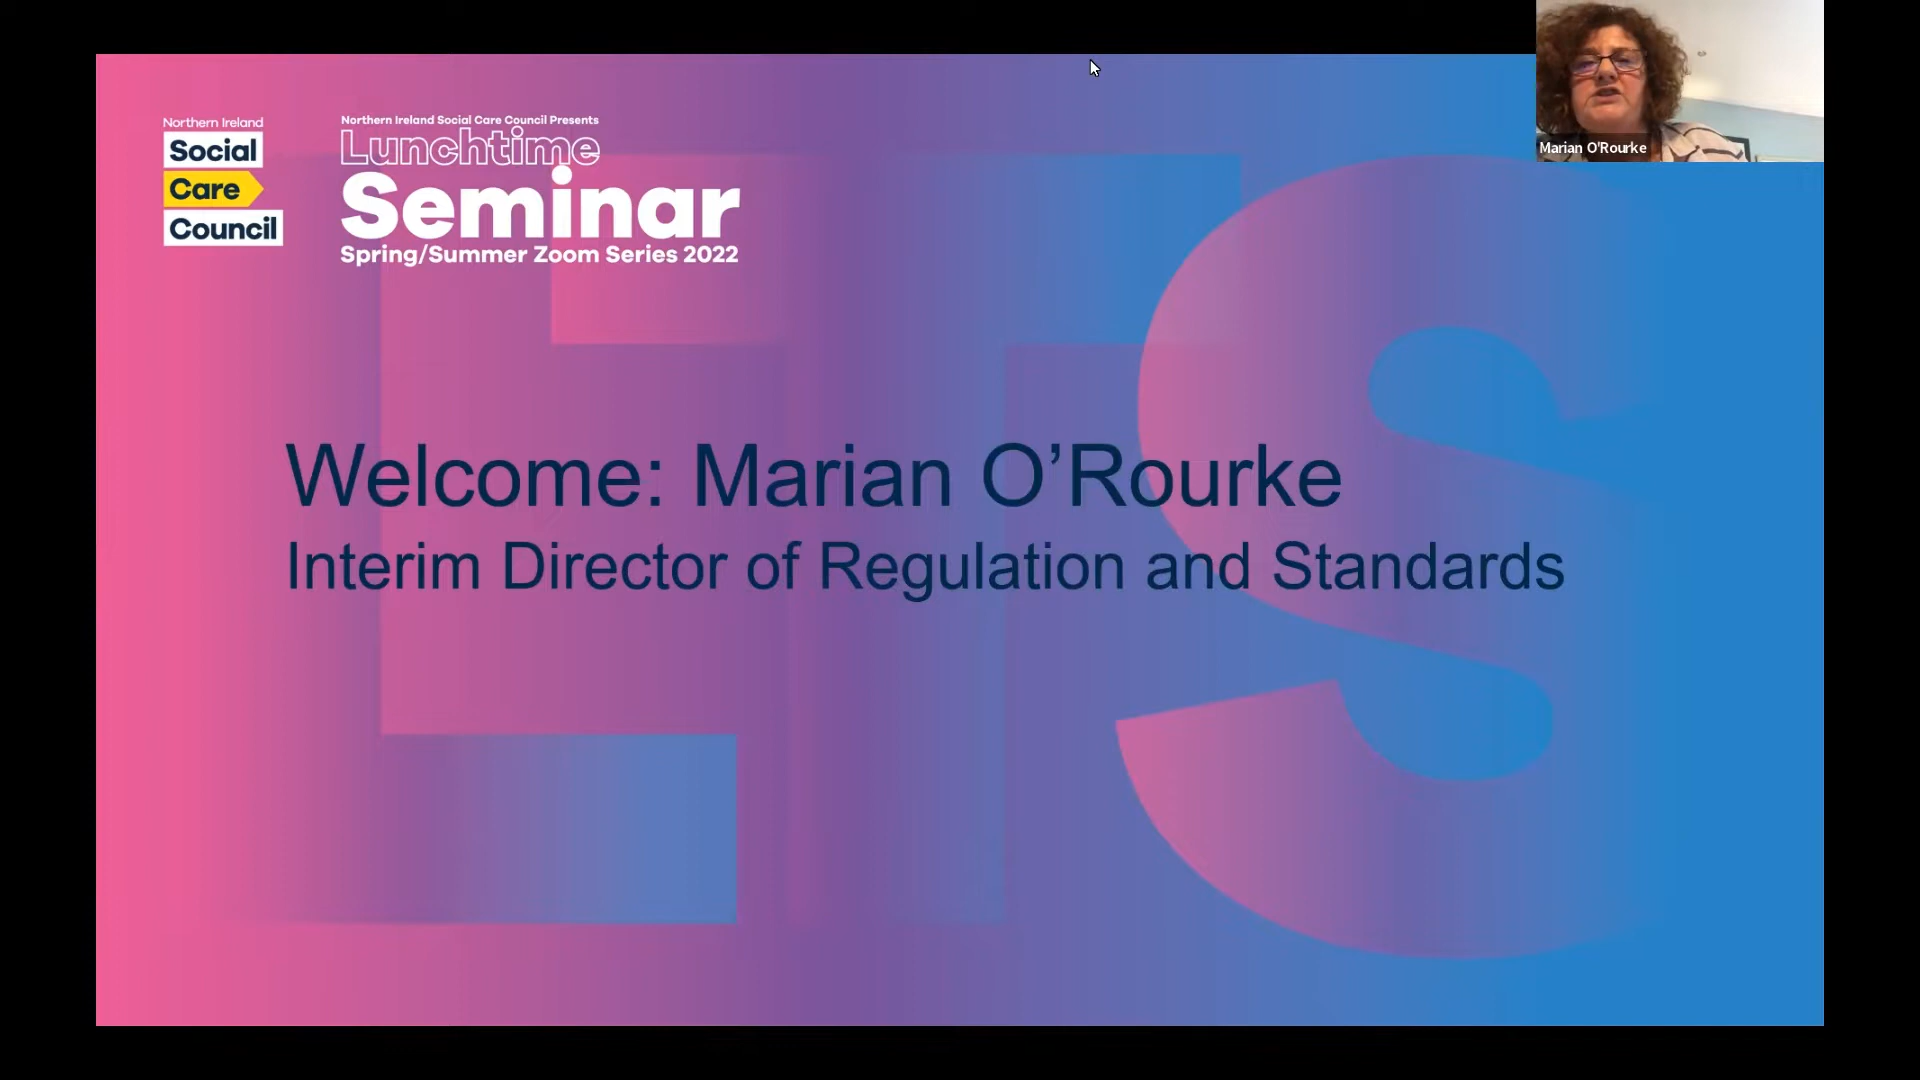 Northern Ireland
Social
Care
Council
Northern Ireland Social Care Council Presents
Lunchtime
Seminar
Spring/Summer Zoom Series 2022
Marian O'Rourke
Welcome: Marian O’Rourke
Interim Director of Regulation and Standards
LTS